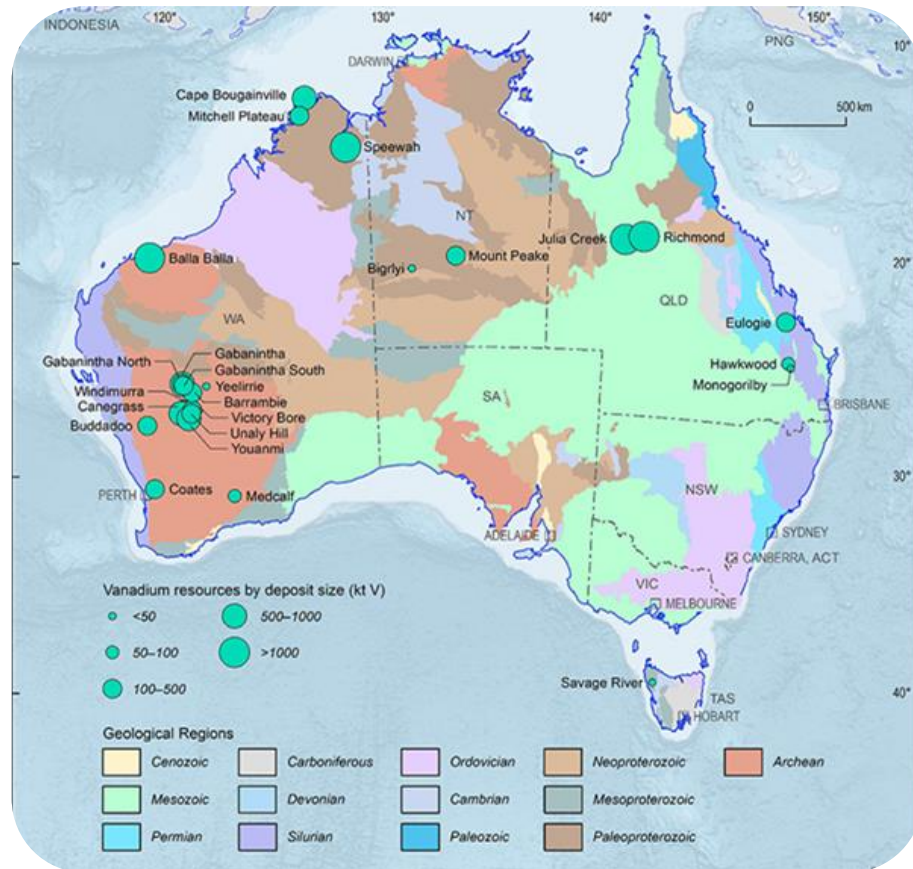 INDONESIA
120°
130°
140°
150°
PNG
10°
DARWIN
0 500 km
Cape Bougainville
Mitchell Plateau
Speewah
NT
Julia Creek
Richmond
Balla Balla
Mount Peake
Bigrlyi
20°
20°
WA
QLD
Eulogie
Gabanintha North
Gabanintha
Gabanintha South
Yeelirrie
Hawkwood
Monogorilby
Windimurra
Barrambie
Canegrass
Victory Bore
SA
BRISBANE
Buddadoo
Unaly Hill
Youanmi
30°
30°
PERTH
Coates
Medcalf
NSW
ADELAIDE
SYDNEY
CANBERRA, ACT
VIC
MELBOURNE
Vanadium resources by deposit size (kt V)
<50
500–1000
50–100
>1000
100–500
Savage River
TAS
40°
40°
HOBART
Geological Regions
Cenozoic
Carboniferous
Ordovician
Neoproterozoic
Archean
Mesozoic
Devonian
Cambrian
Mesoproterozoic
Permian
Silurian
Paleozoic
Paleoproterozoic